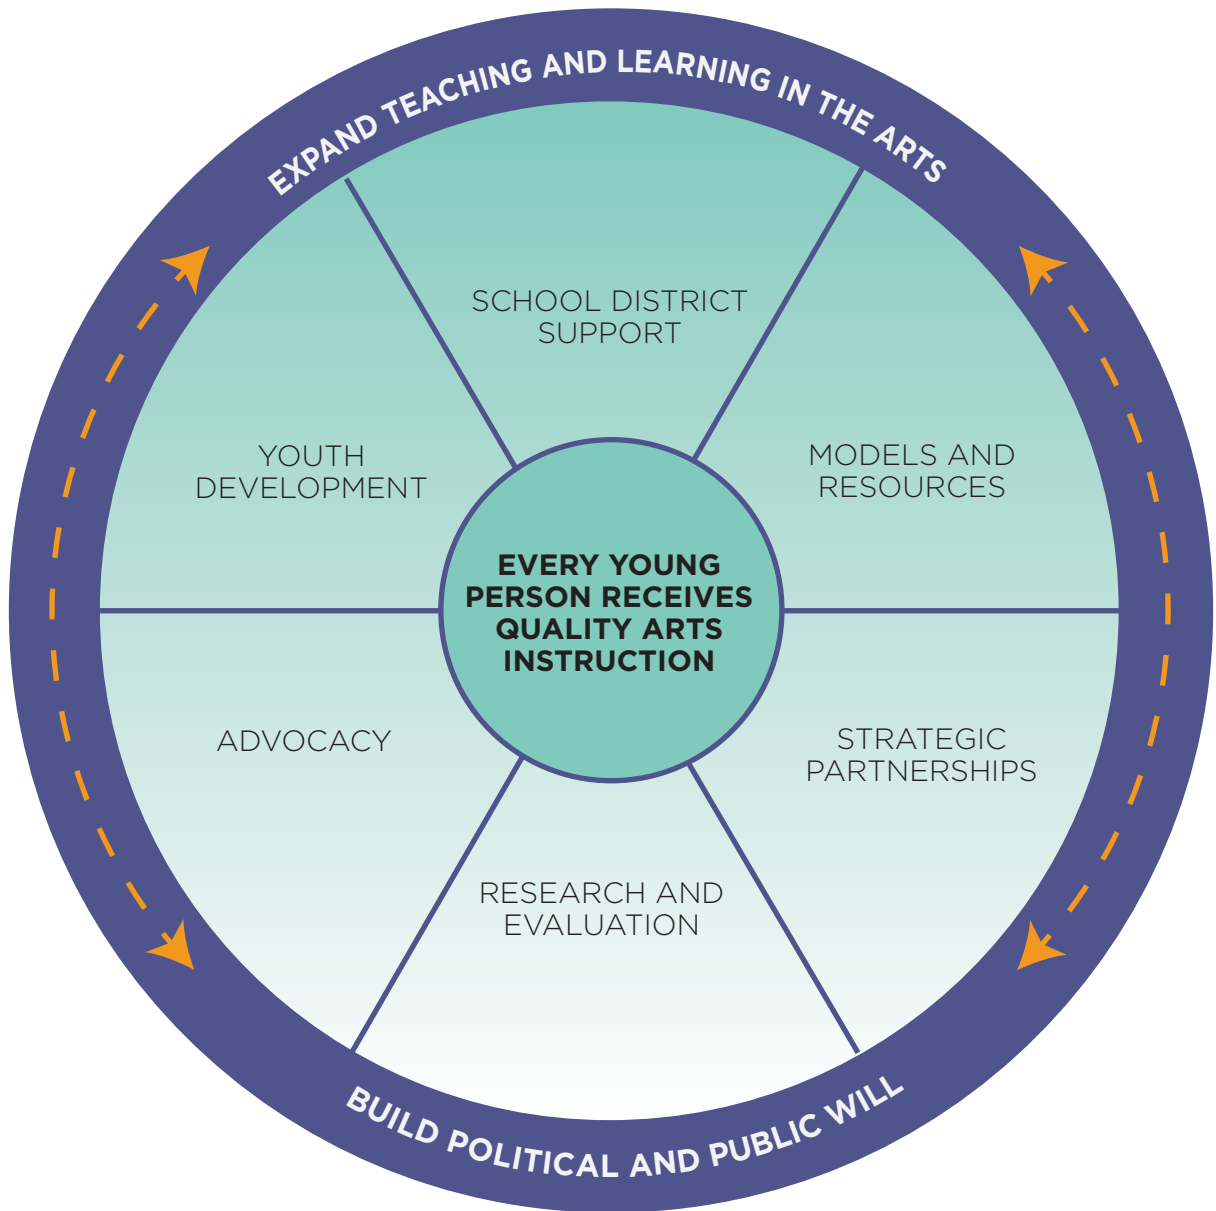 EXPAND TEACHING AND LEARNING IN THE ARTS
SCHOOL DISTRICT
SUPPORT
YOUTH
DEVELOPMENT
MODELS AND
RESOURCES
EVERY YOUNG
PERSON RECEIVES
QUALITY ARTS
INSTRUCTION
ADVOCACY
STRATEGIC
PARTNERSHIPS
RESEARCH AND
EVALUATION
BUILD POLITICAL AND PUBLIC WILL